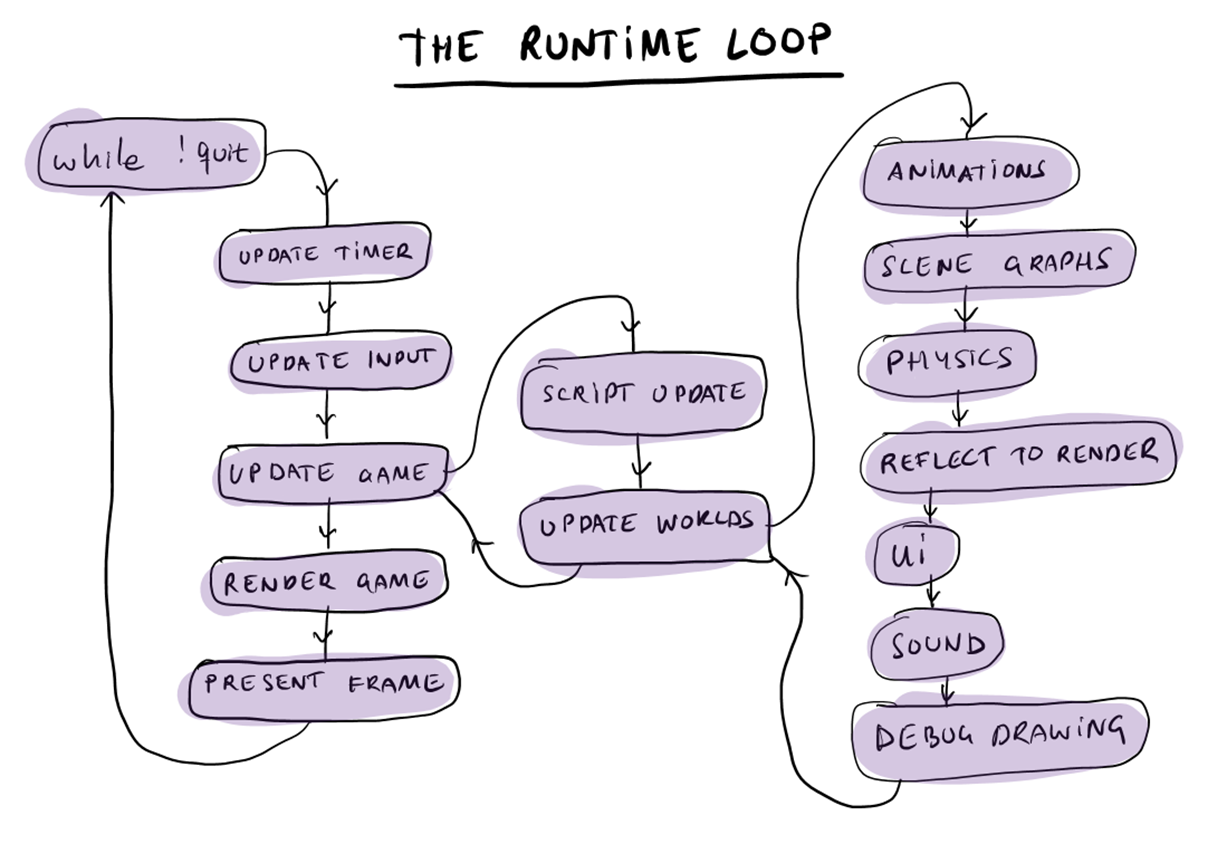 THE RUNTiME LOOP
while !quit
UPDATE TiMER
UPDATE INPUT
UPDATE GAME
RENDER GAME
PRESENT FRAME
SCRiPT UPDATE
UPDATE WORLDS
ANiMATiONS
SCENE GRAPHS
PHYSiCS
REFLECT TO RENDER
Ui
SOUND
DEBUG DRAWiNG